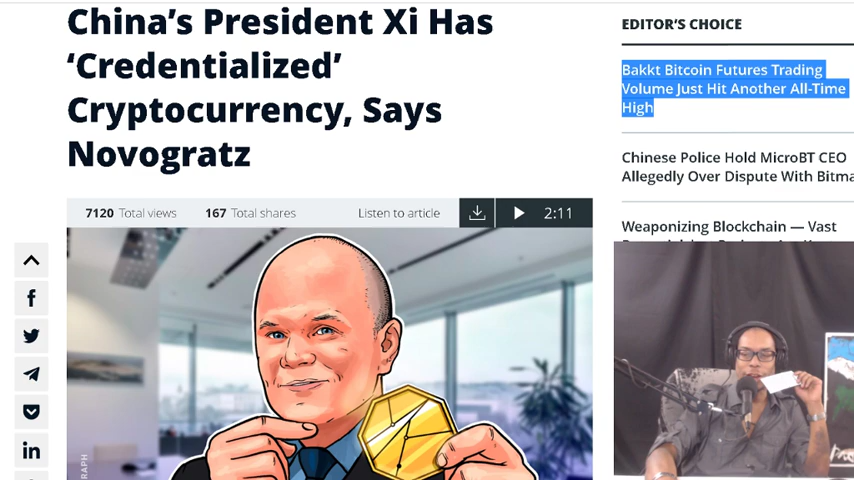 China’s President Xi Has
‘Credentialized’
Cryptocurrency, Says
Novogratz
7120 Total views
167 Total shares
Listen to article
2:11
EDITOR’S CHOICE
Bakkt Bitcoin Futures Trading
Volume Just Hit Another All-Time
High
Chinese Police Hold MicroBT CEO
Allegedly Over Dispute With Bitma
Weaponizing Blockchain — Vast
f
in
RAPH